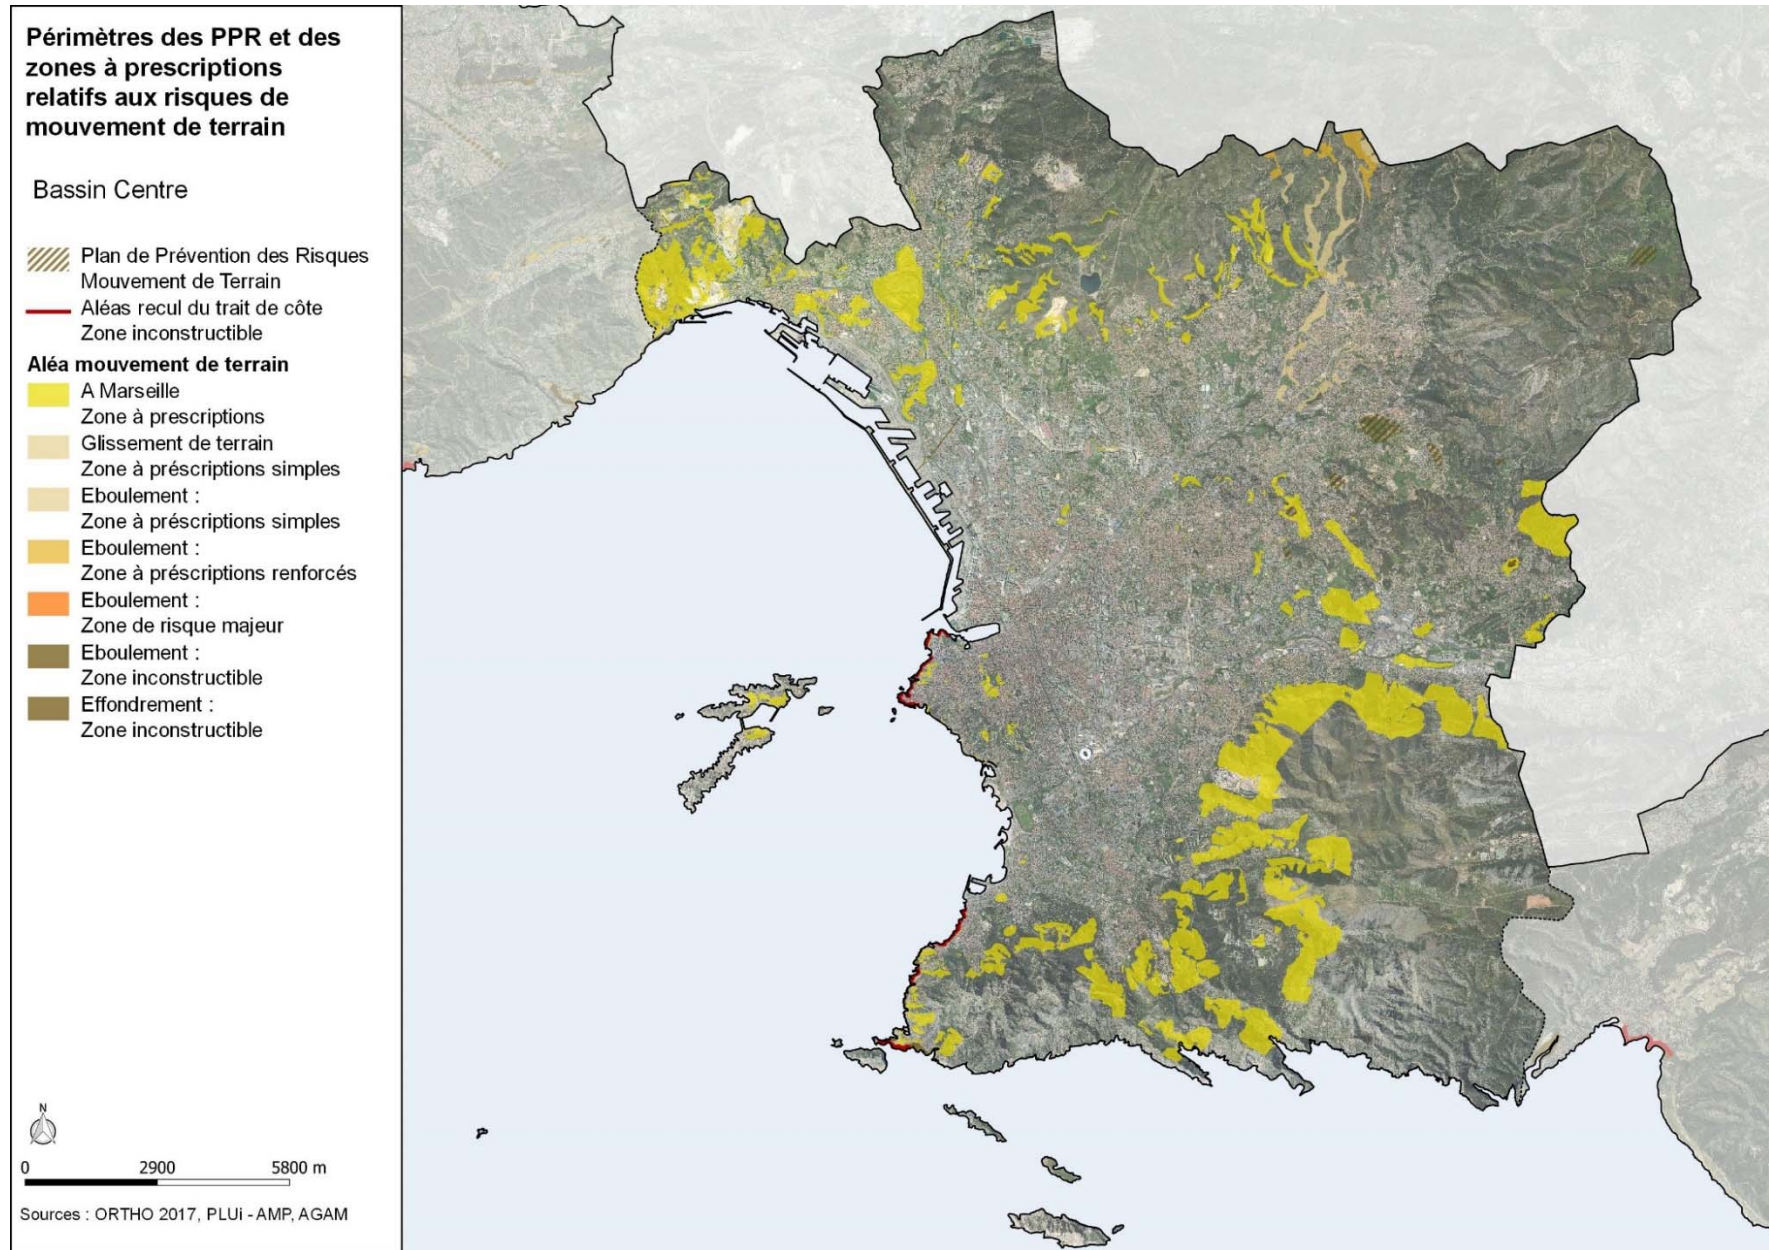 Périmètres des PPR et des
zones à prescriptions
relatifs aux risques de
mouvement de terrain
Bassin Centre
Plan de Prévention des Risques
Mouvement de Terrain
Aléas recul du trait de côte
Zone inconstructible
Aléa mouvement de terrain
A Marseille
Zone à prescriptions
Glissement de terrain
Zone à préscriptions simples
Eboulement :
Zone à préscriptions simples
Eboulement :
Zone à préscriptions renforcés
Eboulement :
Zone de risque majeur
Eboulement :
Zone inconstructible
Effondrement :
Zone inconstructible
N
0 2900 5800 m
Sources : ORTHO 2017, PLUi - AMP, AGAM